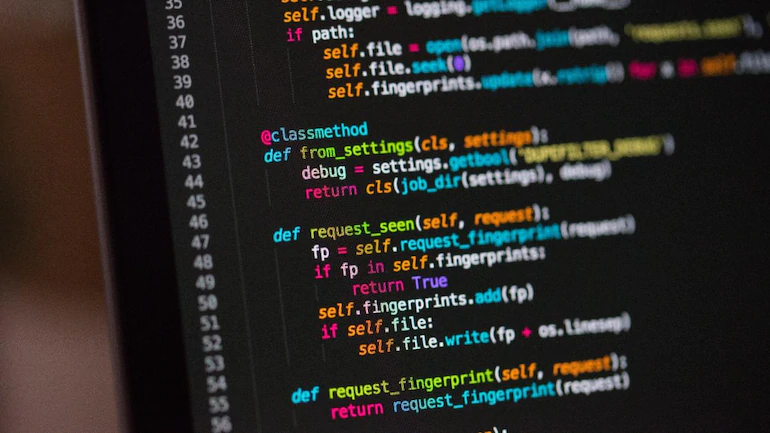 35
36 self.logger = logging.getLogger(__name__)
37 if path:
38 self.file = open(os.path.join(path, 'requests.seen'),
39 self.file.seek(0)
40 self.fingerprints.update(x.rstrip() for x in self.file
41
42 @classmethod
43 def from_settings(cls, settings):
44 debug = settings.getbool('DUPEFILTER_DEBUG')
45 return cls(job_dir(settings), debug)
46
47 def request_seen(self, request):
48 fp = self.request_fingerprint(request)
49 if fp in self.fingerprints:
50 return True
51 self.fingerprints.add(fp)
52 if self.file:
53 self.file.write(fp + os.linesep)
54
55 def request_fingerprint(self, request):
56 return request_fingerprint(request)